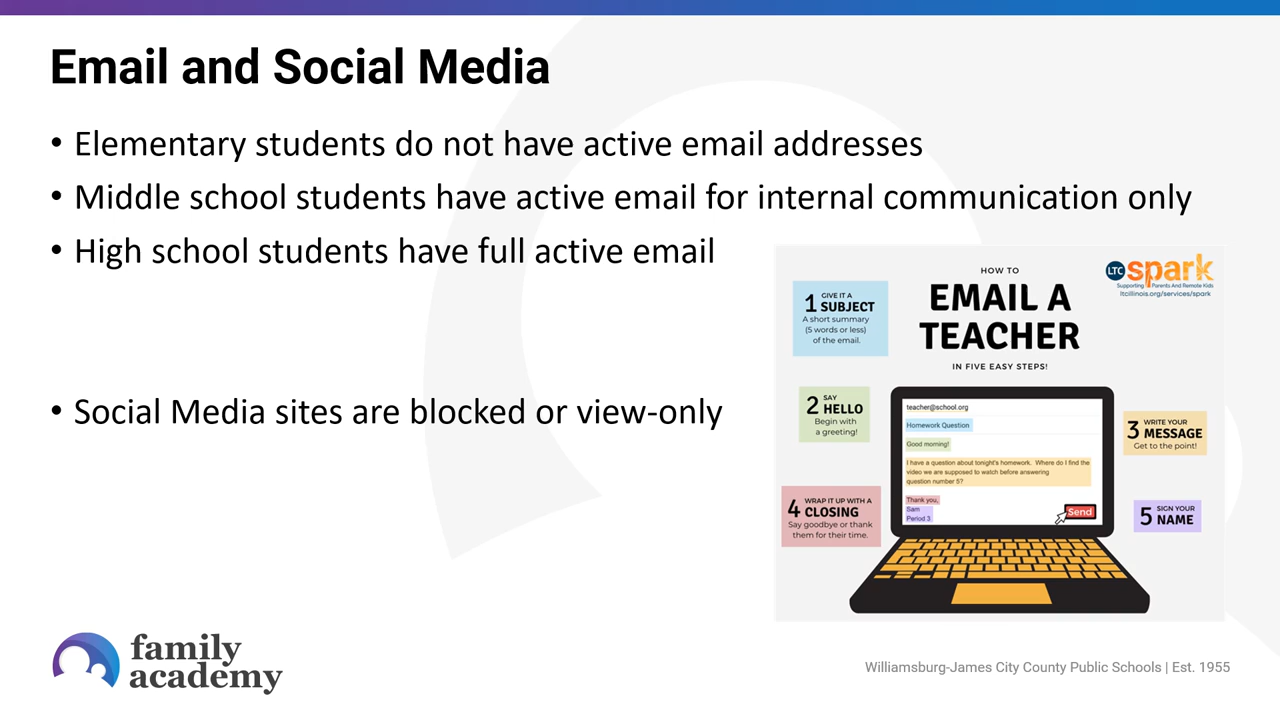 Email and Social Media
• Elementary students do not have active email addresses
• Middle school students have active email for internal communication only
• High school students have full active email
• Social Media sites are blocked or view-only
HOW TO
EMAIL A
TEACHER
IN FIVE EASY STEPS!
LTC spark
Supporting Parents And Remote Kids
ltcillinois.org/services/spark
1 GIVE IT A
SUBJECT
A short summary
(5 words or less)
of the email.
2 SAY
HELLO
Begin with
a greeting!
3 WRITE YOUR
MESSAGE
Get to the point!
4 WRAP IT UP WITH A
CLOSING
Say goodbye or thank
them for their time.
5 SIGN YOUR
NAME
teacher@school.org
Homework Question
Good morning!
I have a question about tonight's homework. Where do I find the
video we are supposed to watch before answering
question number 5?
Thank you,
Sam
Period 3
Send
family
academy
Williamsburg-James City County Public Schools | Est. 1955